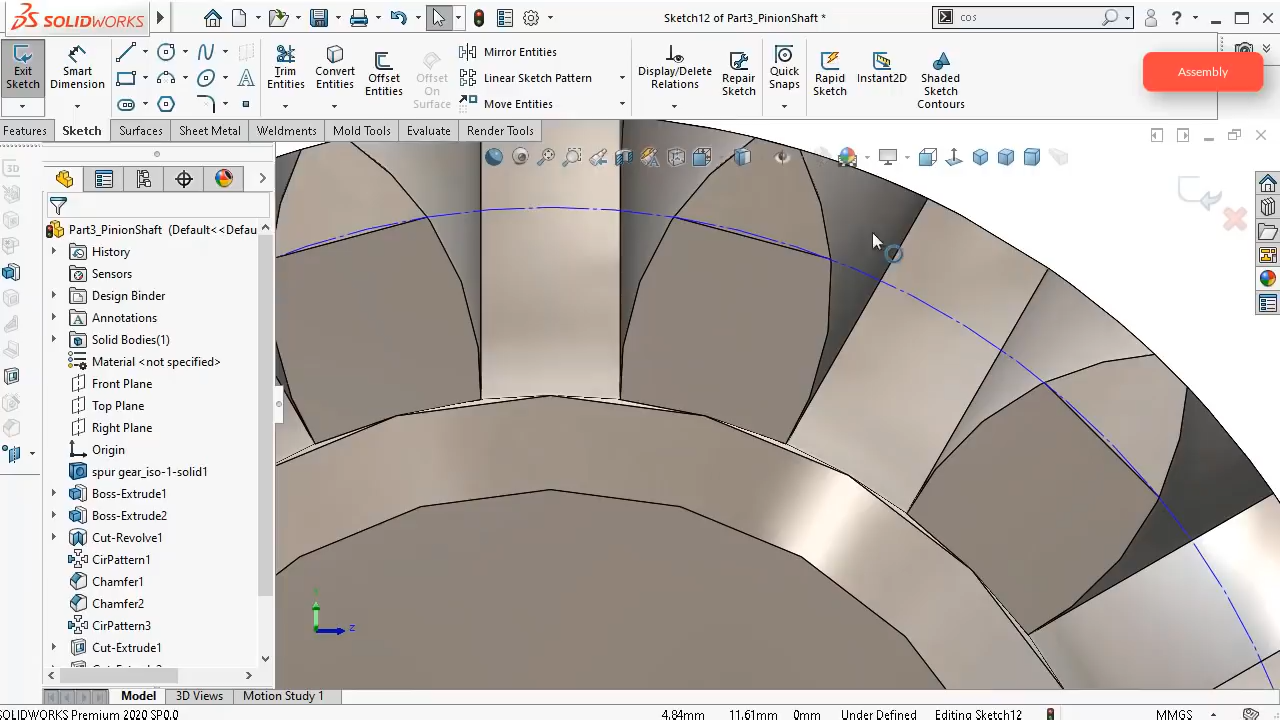 SOLIDWORKS
Sketch12 of Part3_PinionShaft *
cos
Assembly
Exit Sketch
Smart Dimension
Trim Entities
Convert Entities
Offset Entities
Offset On Surface
Mirror Entities
Linear Sketch Pattern
Move Entities
Display/Delete Relations
Repair Sketch
Quick Snaps
Rapid Sketch
Instant2D
Shaded Sketch Contours
Features
Sketch
Surfaces
Sheet Metal
Weldments
Mold Tools
Evaluate
Render Tools
Part3_PinionShaft (Default<<Defau
History
Sensors
Design Binder
Annotations
Solid Bodies(1)
Material <not specified>
Front Plane
Top Plane
Right Plane
Origin
spur gear_iso-1-solid1
Boss-Extrude1
Boss-Extrude2
Cut-Revolve1
CirPattern1
Chamfer1
Chamfer2
CirPattern3
Cut-Extrude1
z
Model
3D Views
Motion Study 1
SOLIDWORKS Premium 2020 SP0.0
4.84mm
11.61mm
0mm
Under Defined
Editing Sketch12
MMGS